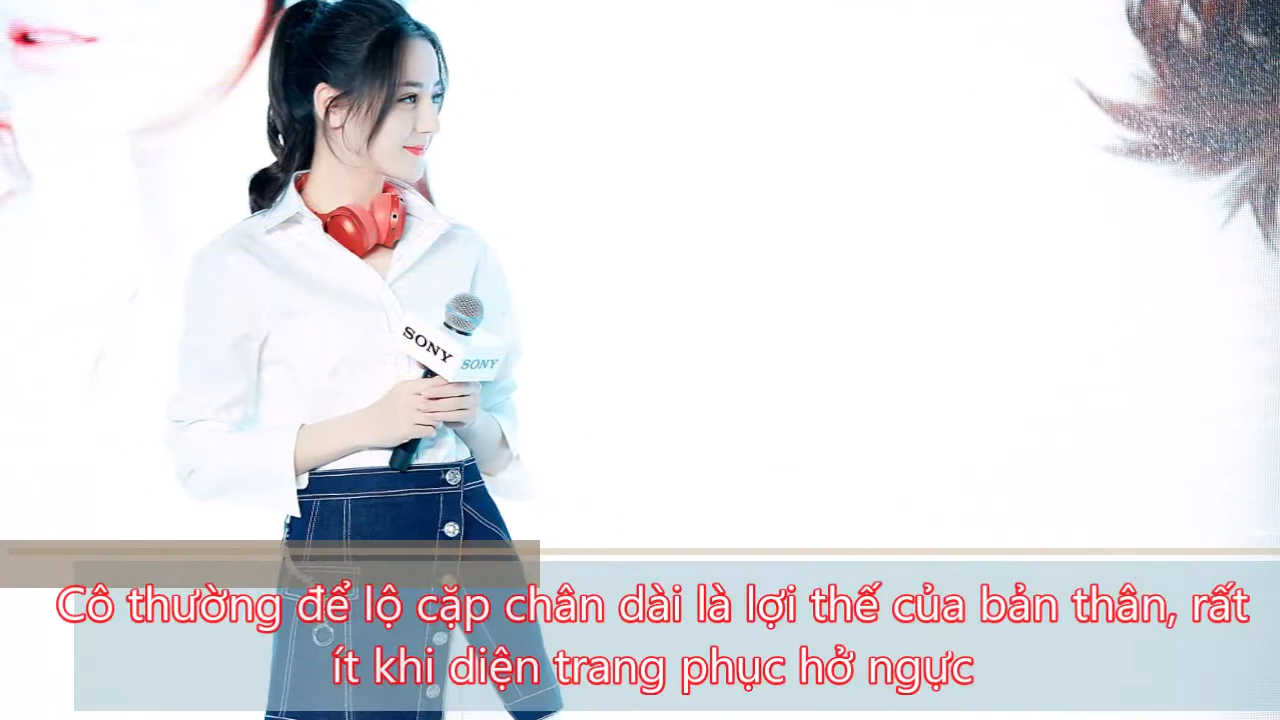 SONY
SONY
Cô thường để lộ cặp chân dài là lợi thế của bản thân, rất
ít khi diện trang phục hở ngực